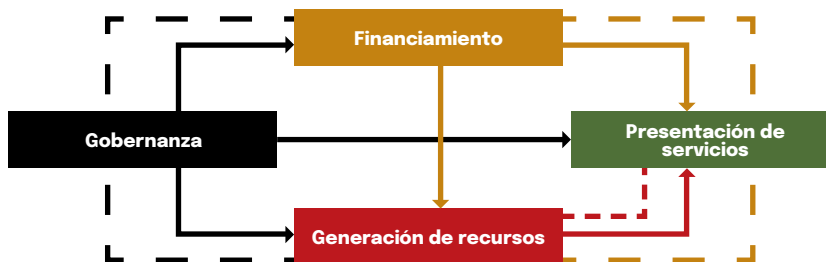 Financiamiento
Gobernanza
Presentación de
servicios
Generación de recursos